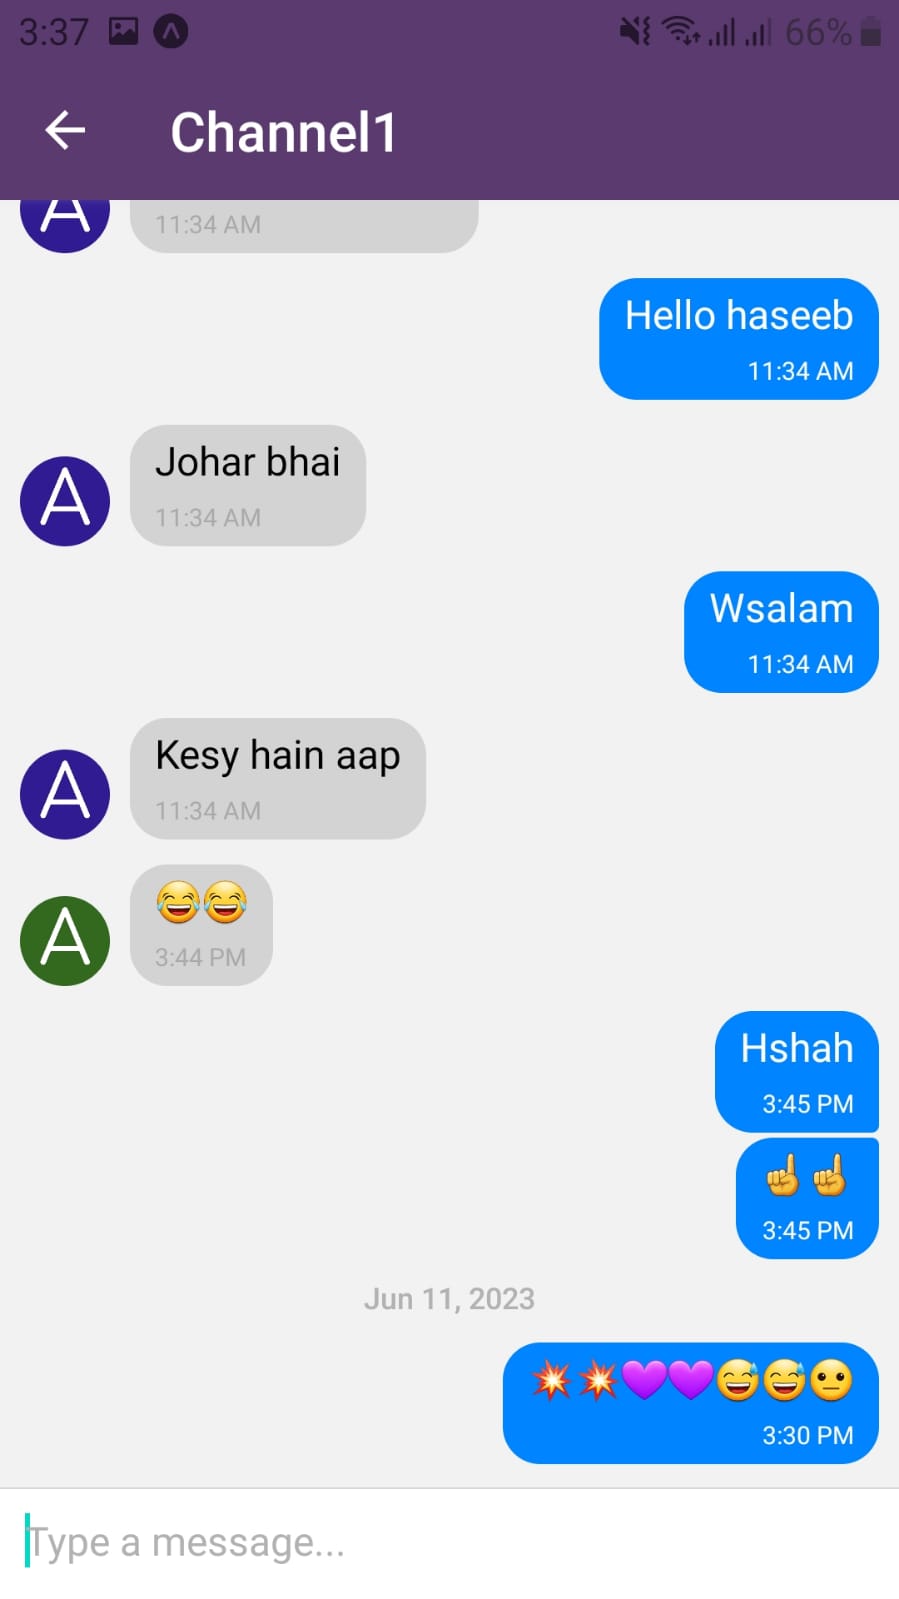 3:37 66%
Channel1
A
11:34 AM
Hello haseeb
11:34 AM
A
Johar bhai
11:34 AM
Wsalam
11:34 AM
A
Kesy hain aap
11:34 AM
A
😂😂
3:44 PM
Hshah
3:45 PM
☝️☝️
3:45 PM
Jun 11, 2023
💥💥💜💜😅😅😐
3:30 PM
Type a message...